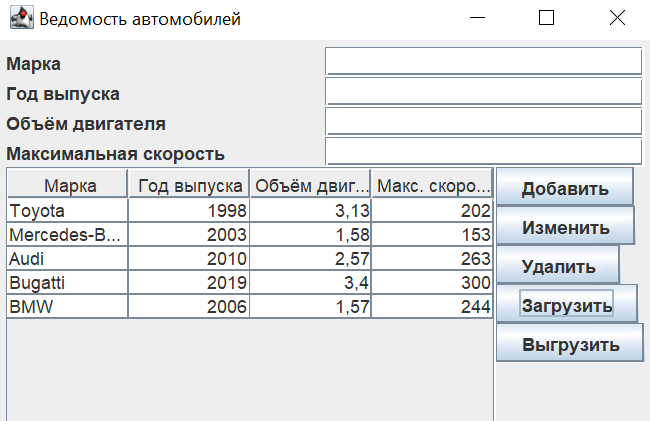 Ведомость автомобилей
Марка
Год выпуска
Объём двигателя
Максимальная скорость
Марка Год выпуска Объём двиг... Макс. скоро...
Toyota 1998 3,13 202
Mercedes-B... 2003 1,58 153
Audi 2010 2,57 263
Bugatti 2019 3,4 300
BMW 2006 1,57 244
Добавить
Изменить
Удалить
Загрузить
Выгрузить